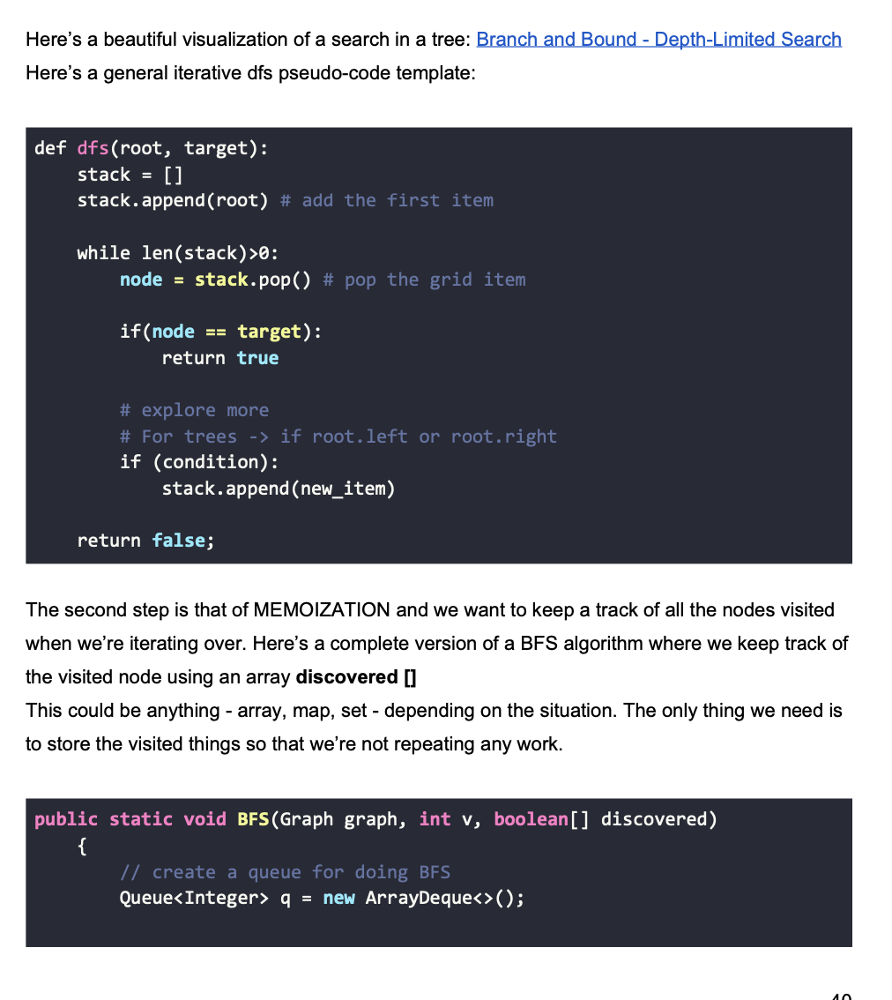 Here’s a beautiful visualization of a search in a tree: Branch and Bound - Depth-Limited Search
Here’s a general iterative dfs pseudo-code template:
def dfs(root, target):
    stack = []
    stack.append(root) # add the first item
    while len(stack)>0:
        node = stack.pop() # pop the grid item
        if(node == target):
            return true
        # explore more
        # For trees -> if root.left or root.right
        if (condition):
            stack.append(new_item)
    return false;
The second step is that of MEMOIZATION and we want to keep a track of all the nodes visited
when we’re iterating over. Here’s a complete version of a BFS algorithm where we keep track of
the visited node using an array discovered []
This could be anything - array, map, set - depending on the situation. The only thing we need is
to store the visited things so that we’re not repeating any work.
public static void BFS(Graph graph, int v, boolean[] discovered)
    {
        // create a queue for doing BFS
        Queue<Integer> q = new ArrayDeque<>();